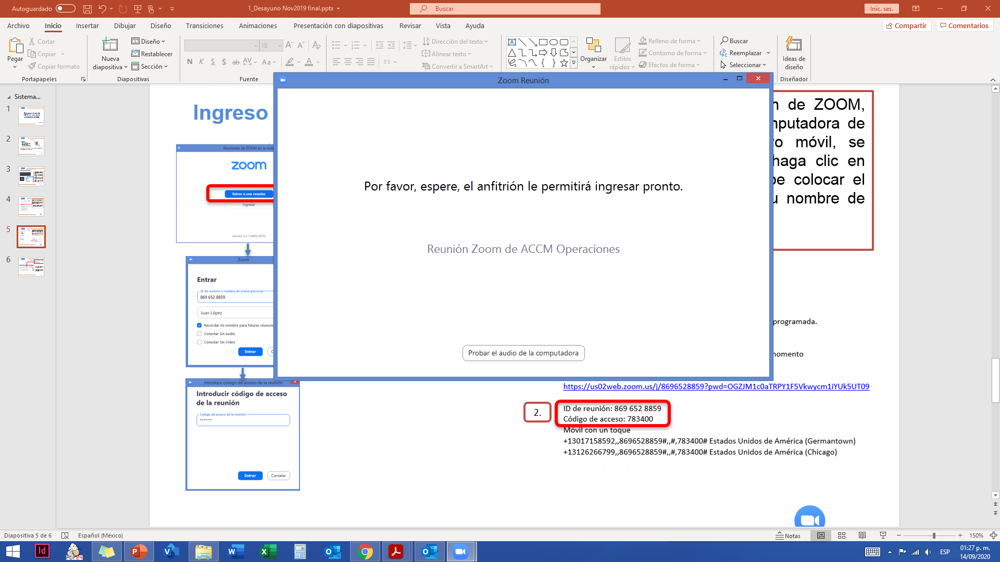 Autoguardado
1_Desayuno Nov2019 final.pptx
Buscar
Inic. ses.
Archivo Inicio Insertar Dibujar Diseño Transiciones Animaciones Presentación con diapositivas Revisar Vista Ayuda
Compartir Comentarios
Pegar
Cortar
Copiar
Copiar formato
Portapapeles
Nueva
diapositiva
Diseño
Restablecer
Sección
Diapositivas
18
N K S S ab AV Aa A
Fuente
Dirección del texto
Alinear texto
Convertir a SmartArt
Organizar
Estilos
rápidos
Relleno de forma
Contorno de forma
Efectos de forma
Buscar
Reemplazar
Seleccionar
Ideas de
diseño
Diseñador
Sistema...
1
2
3
4
5
6
Ingreso
Reuniones de ZOOM en la nube
zoom
Entrar a una reunión
Ingresar
Versión: 5.2.1 (44052.0816)
Zoom
Entrar
ID de reunión o nombre de enlace personal
869 652 8859
Juan López
Recordar mi nombre para futuras reunione
Conectar Sin Audio
Conectar Sin Video
Entrar C
Introducir código de acceso de la reunión
Introducir código de acceso
de la reunión
Código de acceso de la reunión
******
Entrar Cancelar
Zoom Reunión
Por favor, espere, el anfitrión le permitirá ingresar pronto.
Reunión Zoom de ACCM Operaciones
Probar el audio de la computadora
n de ZOOM,
nputadora de
o móvil, se
haga clic en
e colocar el
u nombre de
programada.
momento
https://us02web.zoom.us/j/8696528859?pwd=OGZJM1c0aTRPY1F5Vkwycm1iYUk5UT09
2.
ID de reunión: 869 652 8859
Código de acceso: 783400
Móvil con un toque
+13017158592,,8696528859#,,#,783400# Estados Unidos de América (Germantown)
+13126266799,,8696528859#,,#,783400# Estados Unidos de América (Chicago)
Diapositiva 5 de 6 Español (México)
Notas
150%
PDF24
ESP
01:27 p. m.
14/09/2020